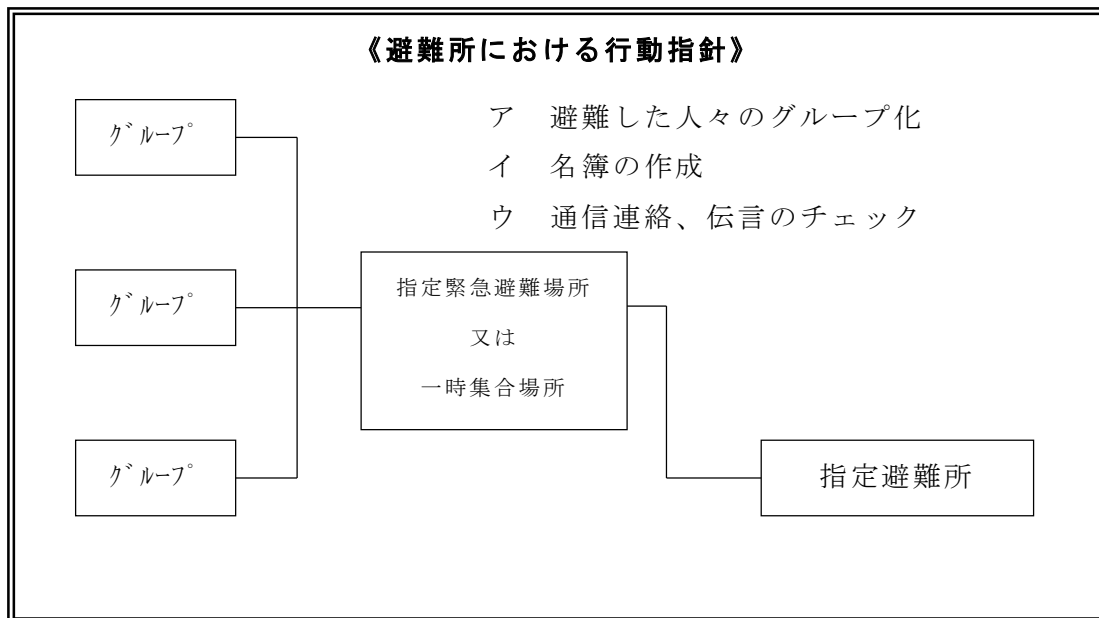 《避難所における行動指針》
ｸﾞﾙｰﾌﾟ
ア　避難した人々のグループ化
イ　名簿の作成
ウ　通信連絡、伝言のチェック
ｸﾞﾙｰﾌﾟ
指定緊急避難場所
又は
一時集合場所
ｸﾞﾙｰﾌﾟ
指定避難所